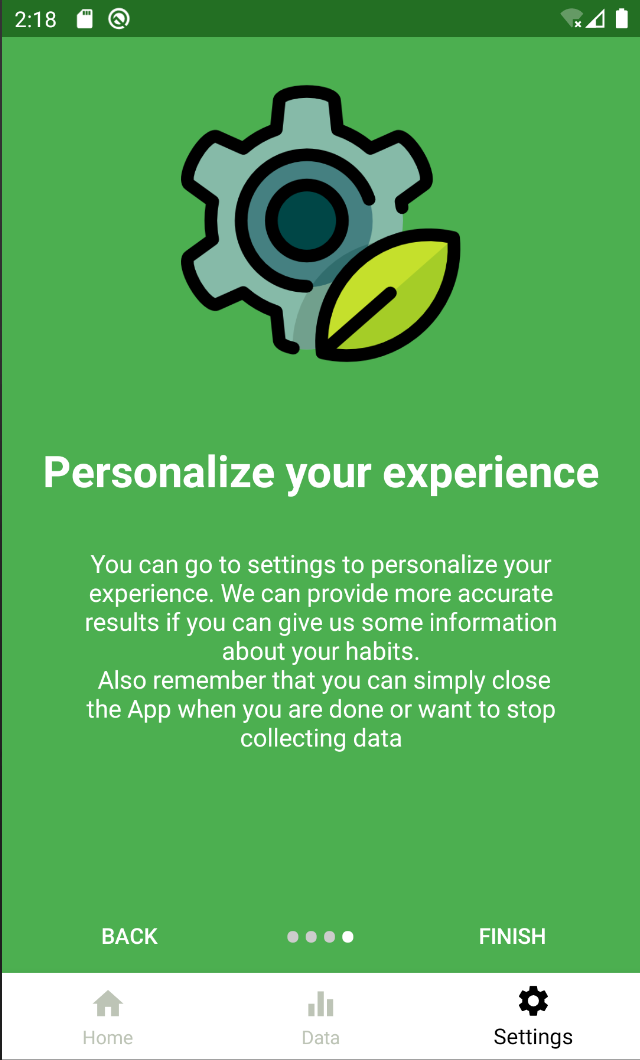 2:18
Personalize your experience
You can go to settings to personalize your
experience. We can provide more accurate
results if you can give us some information
about your habits.
Also remember that you can simply close
the App when you are done or want to stop
collecting data
BACK
FINISH
Home
Data
Settings